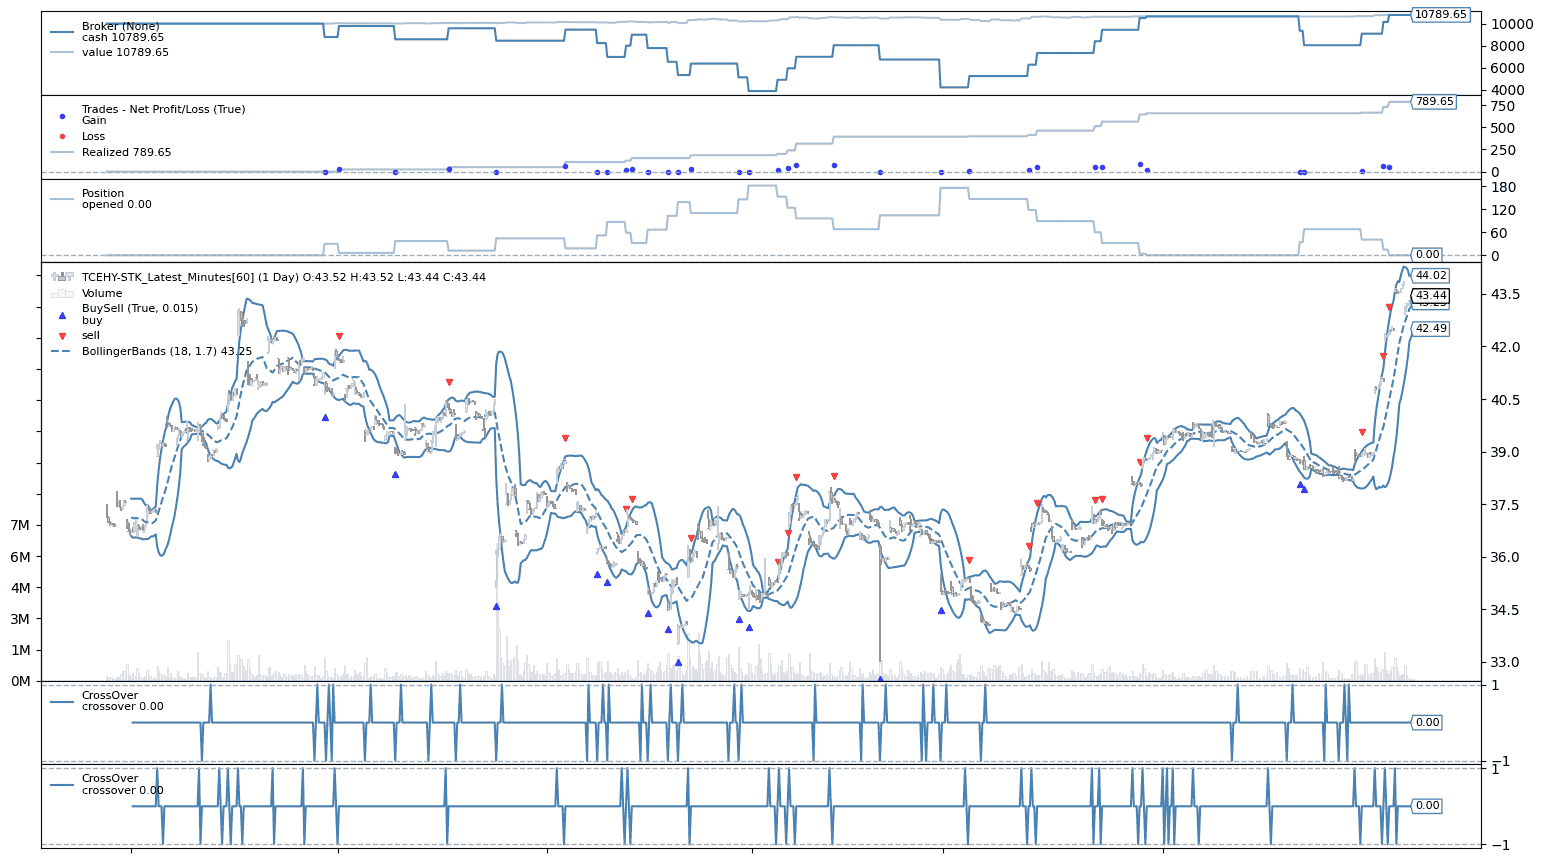 Broker (None)
cash 10789.65
value 10789.65
10789.65
10000
8000
6000
4000
Trades - Net Profit/Loss (True)
Gain
Loss
Realized 789.65
789.65
750
500
250
0
Position
opened 0.00
180
120
60
0.00
0
TCEHY-STK_Latest_Minutes[60] (1 Day) O:43.52 H:43.52 L:43.44 C:43.44
Volume
BuySell (True, 0.015)
buy
sell
BollingerBands (18, 1.7) 43.25
44.02
43.44
42.49
43.5
42.0
40.5
39.0
37.5
36.0
34.5
33.0
7M
6M
4M
3M
1M
0M
CrossOver
crossover 0.00
1
0.00
−1
CrossOver
crossover 0.00
1
0.00
−1